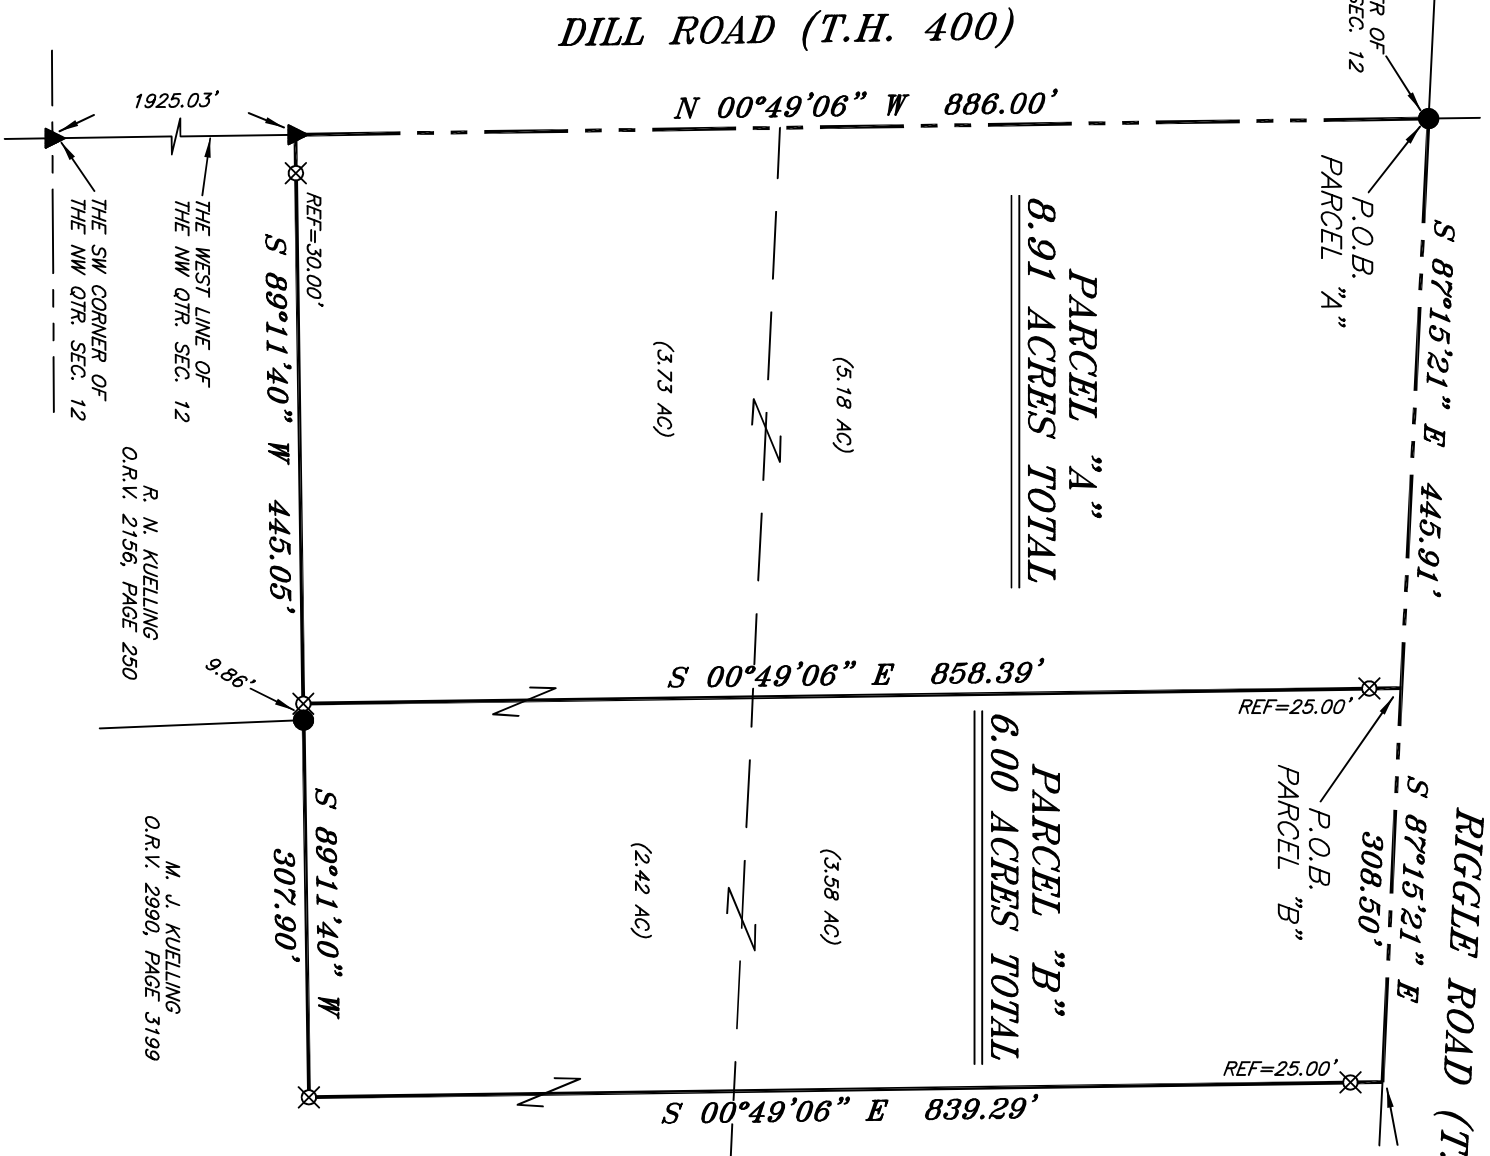 DILL ROAD (T.H. 400)
TR OF
SEC. 12
1925.03'
N 00°49'06" W 886.00'
P.O.B.
PARCEL "A"
S 87°15'21" E 445.91'
REF=30.00'
THE SW CORNER OF
THE NW QTR. SEC. 12
THE WEST LINE OF
THE NW QTR. SEC. 12
S 89°11'40" W 445.05'
(3.73 AC)
(5.18 AC)
PARCEL "A"
8.91 ACRES TOTAL
R. N. KUELLING
O.R.V. 2156, PAGE 250
9.86'
S 00°49'06" E 858.39'
REF=25.00'
P.O.B.
PARCEL "B"
S 87°15'21" E
308.50'
RIGGLE ROAD (T.
S 89°11'40" W
307.90'
(2.42 AC)
(3.58 AC)
PARCEL "B"
6.00 ACRES TOTAL
M. J. KUELLING
O.R.V. 2990, PAGE 3199
REF=25.00'
S 00°49'06" E 839.29'